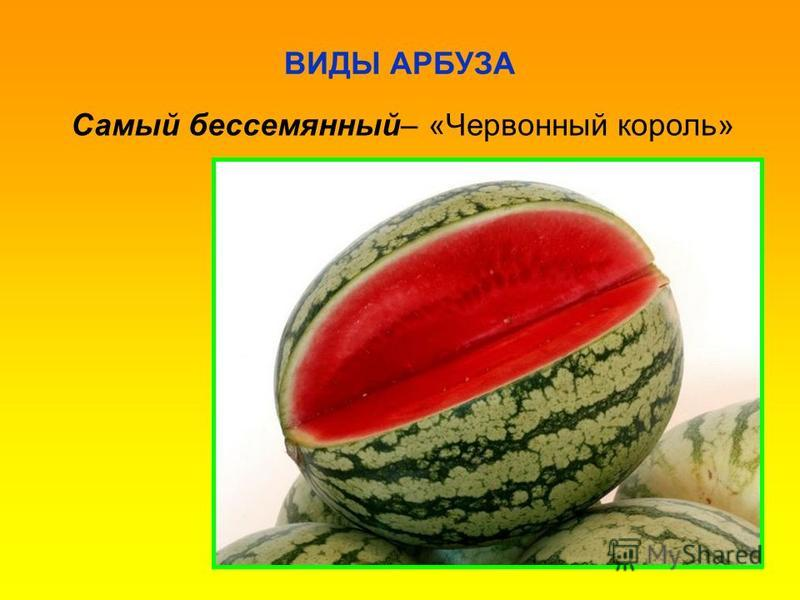 ВИДЫ АРБУЗА
Самый бессемянный– «Червонный король»
MyShared